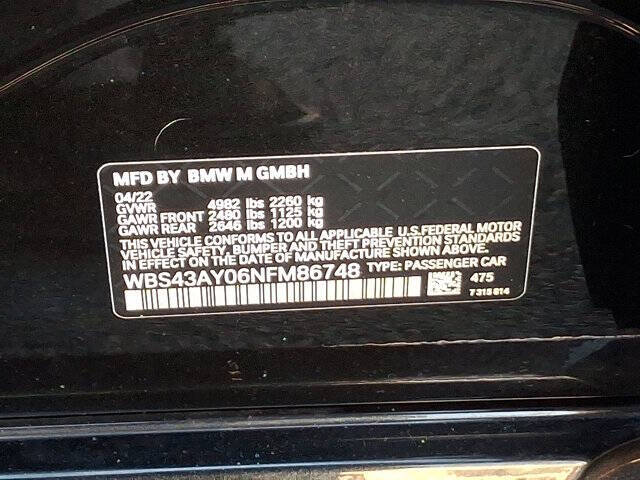 MFD BY BMW M GMBH
04/22
GVWR 4982 lbs 2260 kg
GAWR FRONT 2480 lbs 1125 kg
GAWR REAR 2646 lbs 1200 kg
THIS VEHICLE CONFORMS TO ALL APPLICABLE U.S.FEDERAL MOTOR
VEHICLE SAFETY, BUMPER AND THEFT PREVENTION STANDARDS
IN EFFECT ON THE DATE OF MANUFACTURE SHOWN ABOVE.
WBS43AY06NFM86748 TYPE: PASSENGER CAR
475
7 315 614